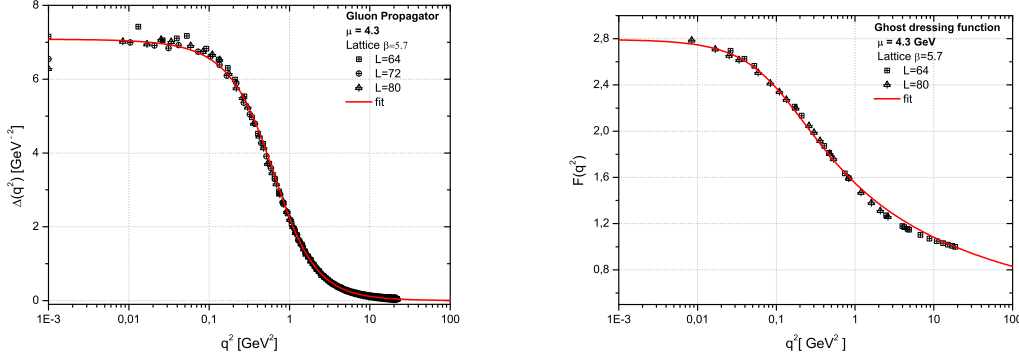 Gluon Propagator
μ = 4.3
Lattice β=5.7
L=64
L=72
L=80
fit
8
6
4
2
0
Δ(q²) [GeV⁻²]
1E-3 0,01 0,1 1 10 100
q² [GeV²]
Ghost dressing function
μ = 4.3 GeV
Lattice β=5.7
L=64
L=80
fit
2,8
2,4
2,0
1,6
1,2
0,8
F(q²)
1E-3 0,01 0,1 1 10 100
q²[ GeV² ]